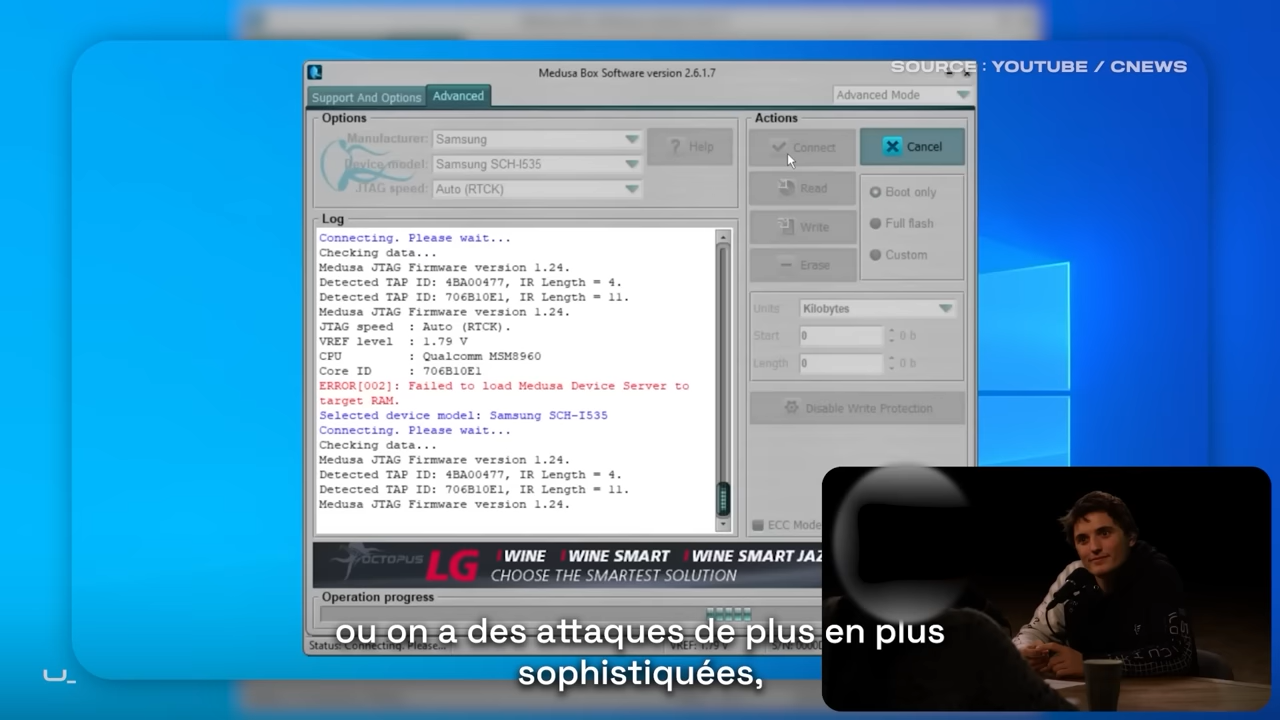 SOURCE : YOUTUBE / CNEWS
Medusa Box Software version 2.6.1.7
Support And Options
Advanced
Advanced Mode
Options
Manufacturer:
Samsung
Help
Device model:
Samsung SCH-I535
JTAG speed:
Auto (RTCK)
Actions
Connect
Cancel
Read
Boot only
Write
Full flash
Erase
Custom
Units
Kilobytes
Start
0
0 b
Length
0
0 b
Disable Write Protection
ECC Mode
Log
Connecting. Please wait...
Checking data...
Medusa JTAG Firmware version 1.24.
Detected TAP ID: 4BA00477, IR Length = 4.
Detected TAP ID: 706B10E1, IR Length = 11.
Medusa JTAG Firmware version 1.24.
JTAG speed : Auto (RTCK).
VREF level : 1.79 V
CPU : Qualcomm MSM8960
Core ID : 706B10E1
ERROR[002]: Failed to load Medusa Device Server to
target RAM.
Selected device model: Samsung SCH-I535
Connecting. Please wait...
Checking data...
Medusa JTAG Firmware version 1.24.
Detected TAP ID: 4BA00477, IR Length = 4.
Detected TAP ID: 706B10E1, IR Length = 11.
Medusa JTAG Firmware version 1.24.
OCTOPUS LG WINE WINE SMART WINE SMART JAZ
CHOOSE THE SMARTEST SOLUTION
Operation progress
Status: Connecting. Please...
ou on a des attaques de plus en plus
sophistiquées,